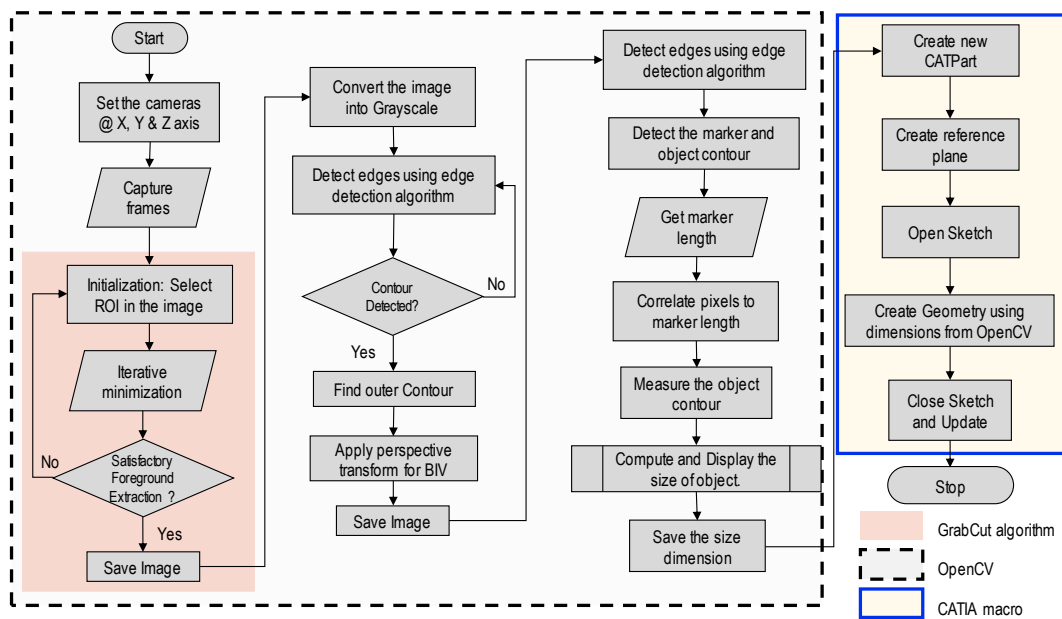 Start
Set the cameras
@ X, Y & Z axis
Capture
frames
Initialization: Select
ROI in the image
Iterative
minimization
No
Satisfactory
Foreground
Extraction ?
Yes
Save Image
Convert the image
into Grayscale
Detect edges using edge
detection algorithm
Contour
Detected?
No
Yes
Find outer Contour
Apply perspective
transform for BIV
Save Image
Detect edges using edge
detection algorithm
Detect the marker and
object contour
Get marker
length
Correlate pixels to
marker length
Measure the object
contour
Compute and Display the
size of object.
Save the size
dimension
Create new
CATPart
Create reference
plane
Open Sketch
Create Geometry using
dimensions from OpenCV
Close Sketch
and Update
Stop
GrabCut algorithm
OpenCV
CATIA macro